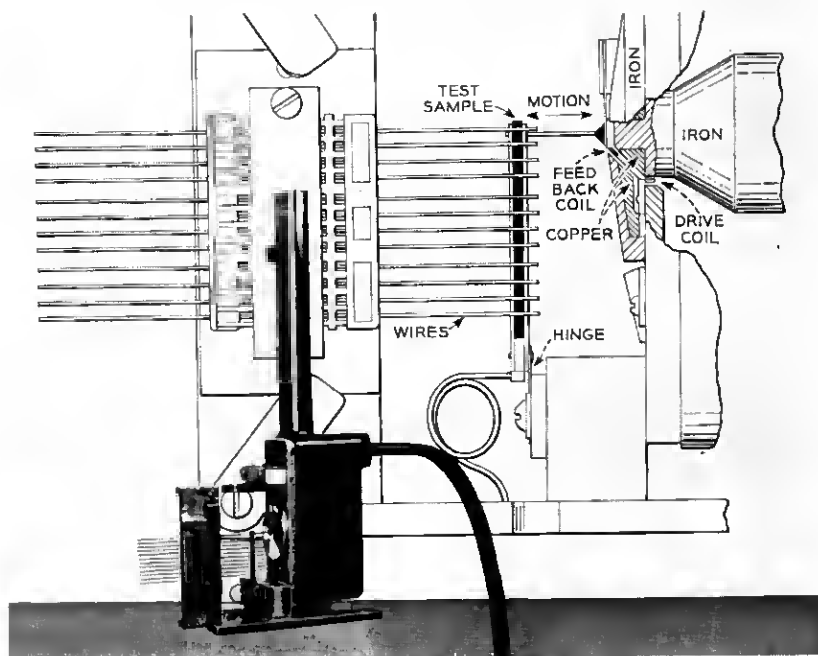 TEST
SAMPLE
MOTION
IRON
IRON
FEED
BACK
COIL
COPPER
DRIVE
COIL
WIRES
HINGE